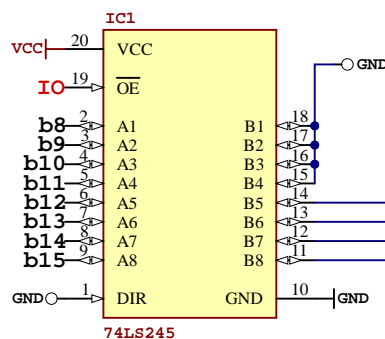 IC1
VCC 20 VCC
IO 19 OE
GND
b8 2 A1 B1 18
b9 3 A2 B2 17
b10 4 A3 B3 16
b11 5 A4 B4 15
b12 6 A5 B5 14
b13 7 A6 B6 13
b14 8 A7 B7 12
b15 9 A8 B8 11
GND 1 DIR GND 10 GND
74LS245